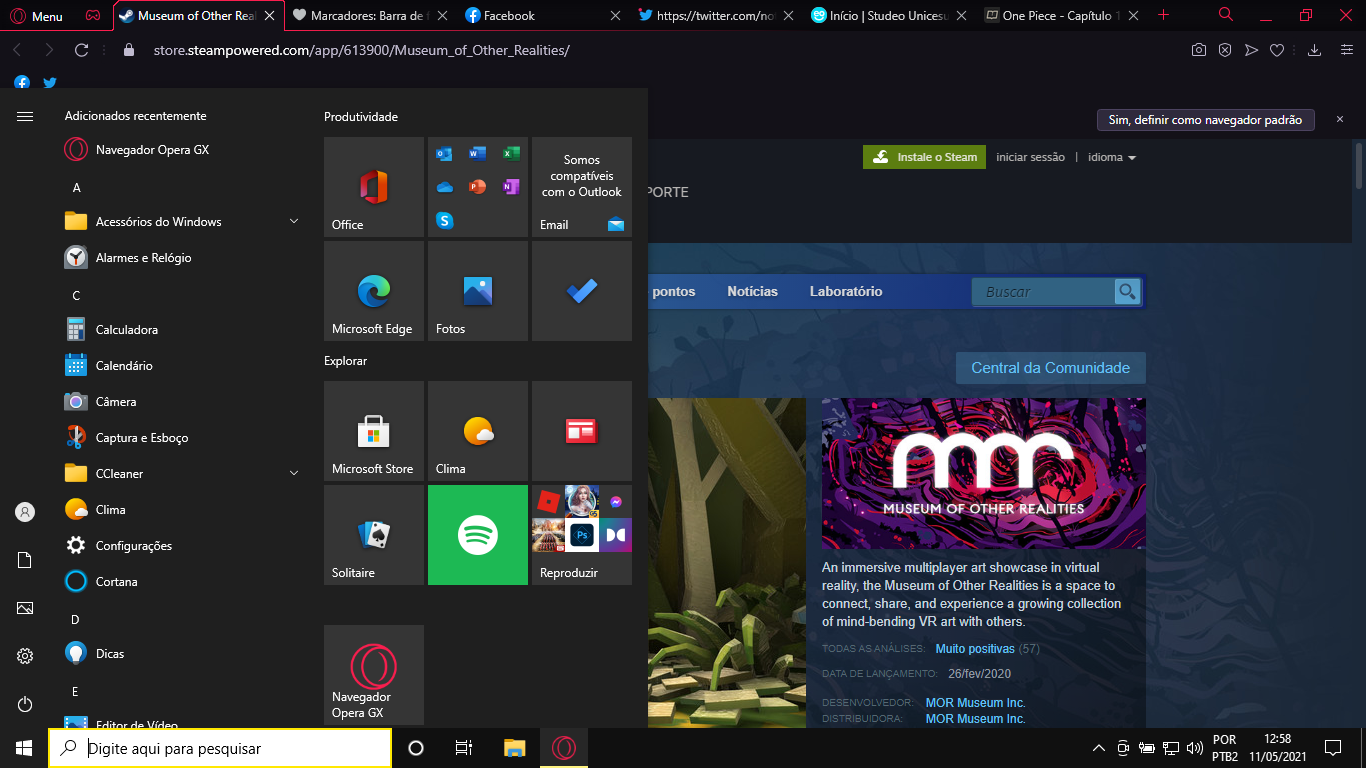 Menu
Museum of Other Real
Marcadores: Barra de f
Facebook
https://twitter.com/no
Início | Studeo Unicesu
One Piece - Capítulo 1
store.steampowered.com/app/613900/Museum_of_Other_Realities/
Sim, definir como navegador padrão
Instale o Steam
iniciar sessão | idioma
PORTE
pontos
Notícias
Laboratório
Buscar
Central da Comunidade
MUSEUM OF OTHER REALITIES
An immersive multiplayer art showcase in virtual
reality, the Museum of Other Realities is a space to
connect, share, and experience a growing collection
of mind-bending VR art with others.
TODAS AS ANÁLISES: Muito positivas (57)
DATA DE LANÇAMENTO: 26/fev/2020
DESENVOLVEDOR: MOR Museum Inc.
DISTRIBUIDORA: MOR Museum Inc.
Adicionados recentemente
Navegador Opera GX
A
Acessórios do Windows
Alarmes e Relógio
C
Calculadora
Calendário
Câmera
Captura e Esboço
CCleaner
Clima
Configurações
Cortana
D
Dicas
E
Editor de Vídeo
Produtividade
Office
Somos
compatíveis
com o Outlook
Email
Microsoft Edge
Fotos
Explorar
Microsoft Store
Clima
Solitaire
Ps
Reproduzir
Navegador
Opera GX
Digite aqui para pesquisar
POR
PTB2
12:58
11/05/2021